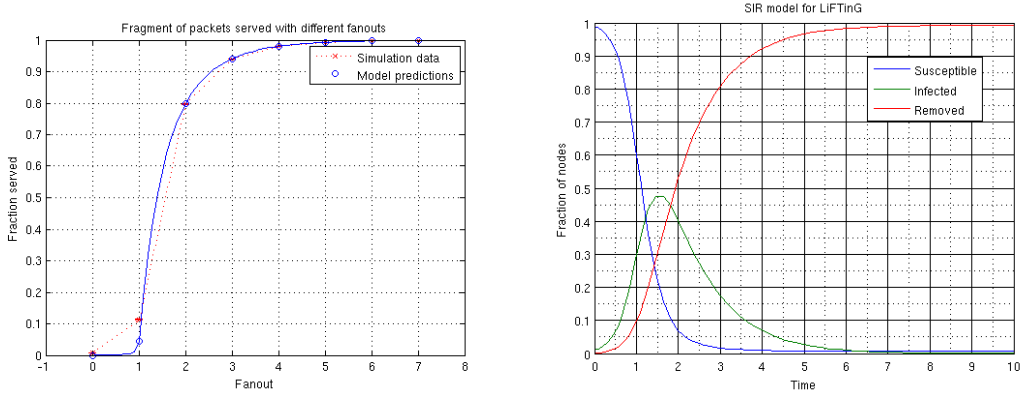 Fragment of packets served with different fanouts
1
0.9
0.8
0.7
0.6
0.5
0.4
0.3
0.2
0.1
0
Fraction served
Simulation data
Model predictions
-1 0 1 2 3 4 5 6 7 8
Fanout
SIR model for LiFTinG
1
0.9
0.8
0.7
0.6
0.5
0.4
0.3
0.2
0.1
0
Fraction of nodes
Susceptible
Infected
Removed
0 1 2 3 4 5 6 7 8 9 10
Time